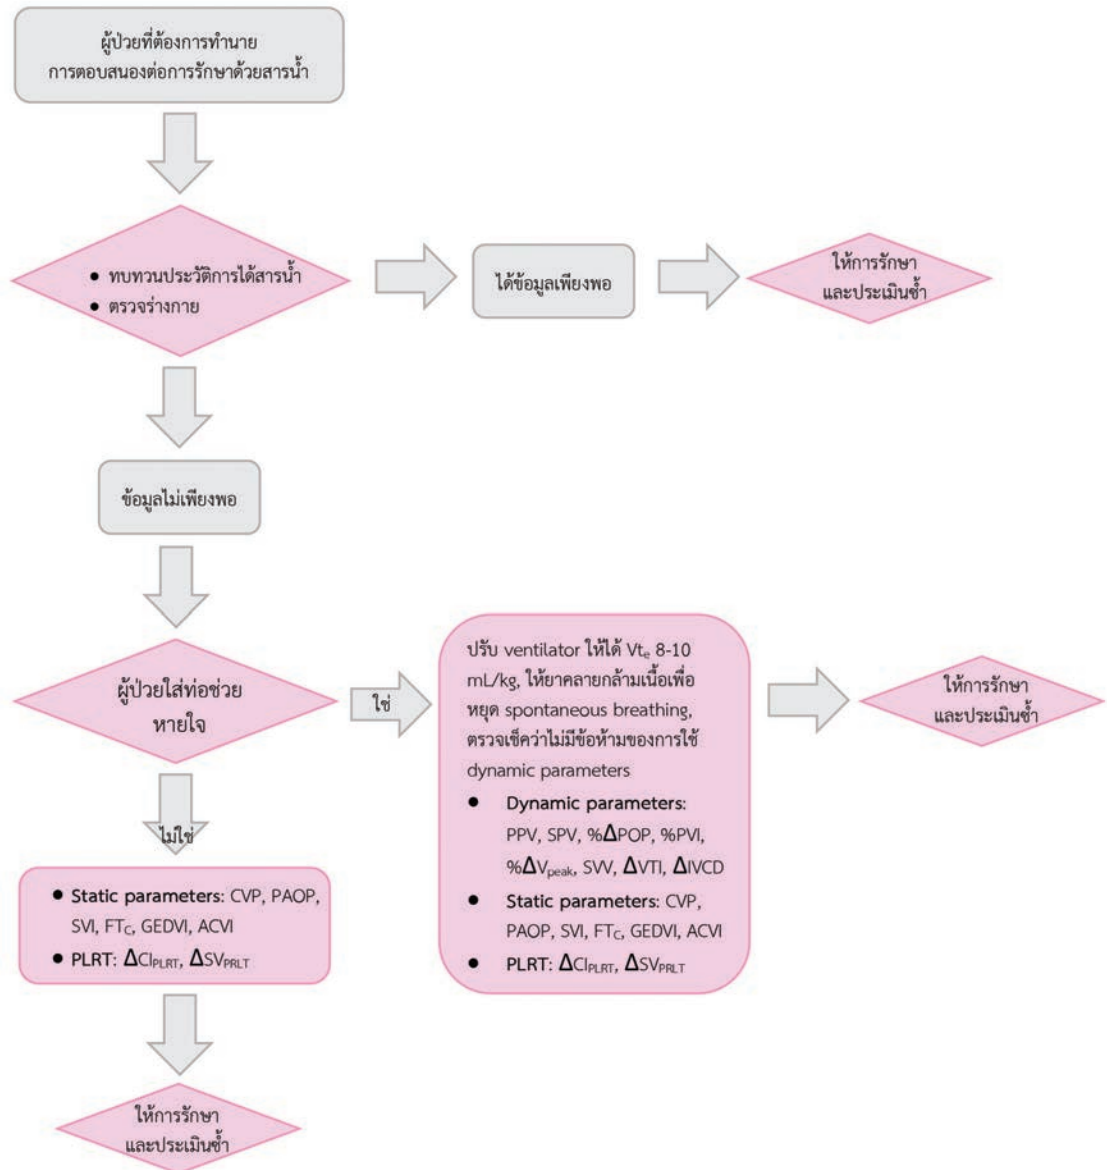 ผู้ป่วยที่ต้องการทำนาย
การตอบสนองต่อการรักษาด้วยสารน้ำ
● ทบทวนประวัติการได้สารน้ำ
● ตรวจร่างกาย
ได้ข้อมูลเพียงพอ
ให้การรักษา
และประเมินซ้ำ
ข้อมูลไม่เพียงพอ
ผู้ป่วยใส่ท่อช่วย
หายใจ
ใช่
ปรับ ventilator ให้ได้ Vtₑ 8-10
mL/kg, ให้ยาคลายกล้ามเนื้อเพื่อ
หยุด spontaneous breathing,
ตรวจเช็คว่าไม่มีข้อห้ามของการใช้
dynamic parameters
● Dynamic parameters:
PPV, SPV, %ΔPOP, %PVI,
%ΔVpeak, SVV, ΔVTI, ΔIVCD
● Static parameters: CVP,
PAOP, SVI, FTC, GEDVI, ACVI
● PLRT: ΔCIPLRT, ΔSVPRLT
ให้การรักษา
และประเมินซ้ำ
ไม่ใช่
● Static parameters: CVP, PAOP,
SVI, FTC, GEDVI, ACVI
● PLRT: ΔCIPLRT, ΔSVPRLT
ให้การรักษา
และประเมินซ้ำ